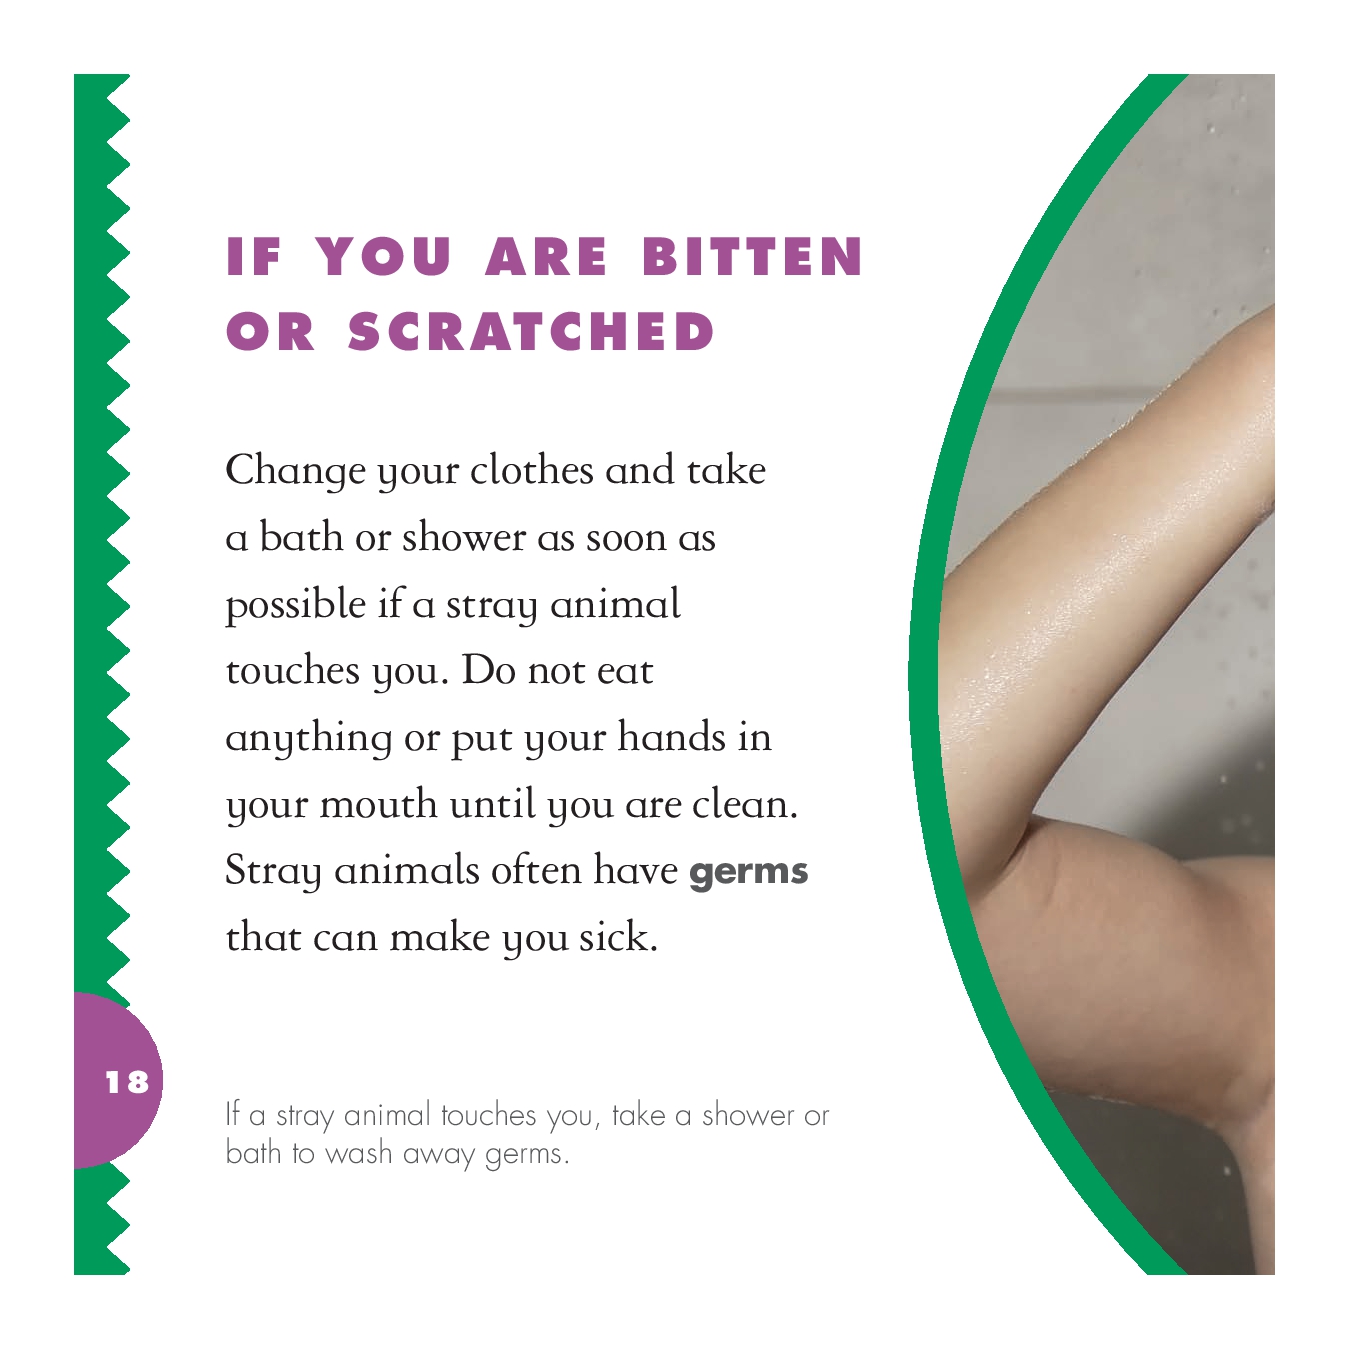 IF YOU ARE BITTEN
OR SCRATCHED
Change your clothes and take
a bath or shower as soon as
possible if a stray animal
touches you. Do not eat
anything or put your hands in
your mouth until you are clean.
Stray animals often have germs
that can make you sick.
18
If a stray animal touches you, take a shower or
bath to wash away germs.